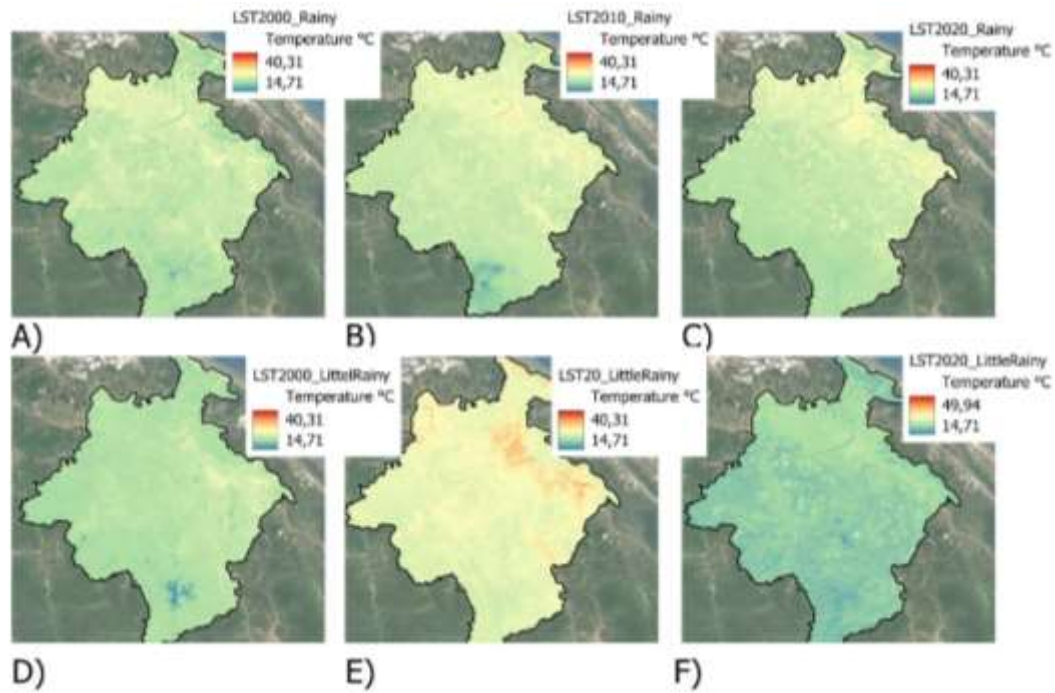 LST2000_Rainy
Temperature °C
40,31
14,71
LST2010_Rainy
Temperature °C
40,31
14,71
LST2020_Rainy
Temperature °C
40,31
14,71
A)
B)
C)
LST2000_LittelRainy
Temperature °C
40,31
14,71
LST20_LittleRainy
Temperature °C
40,31
14,71
LST2020_LittleRainy
Temperature °C
49,94
14,71
D)
E)
F)